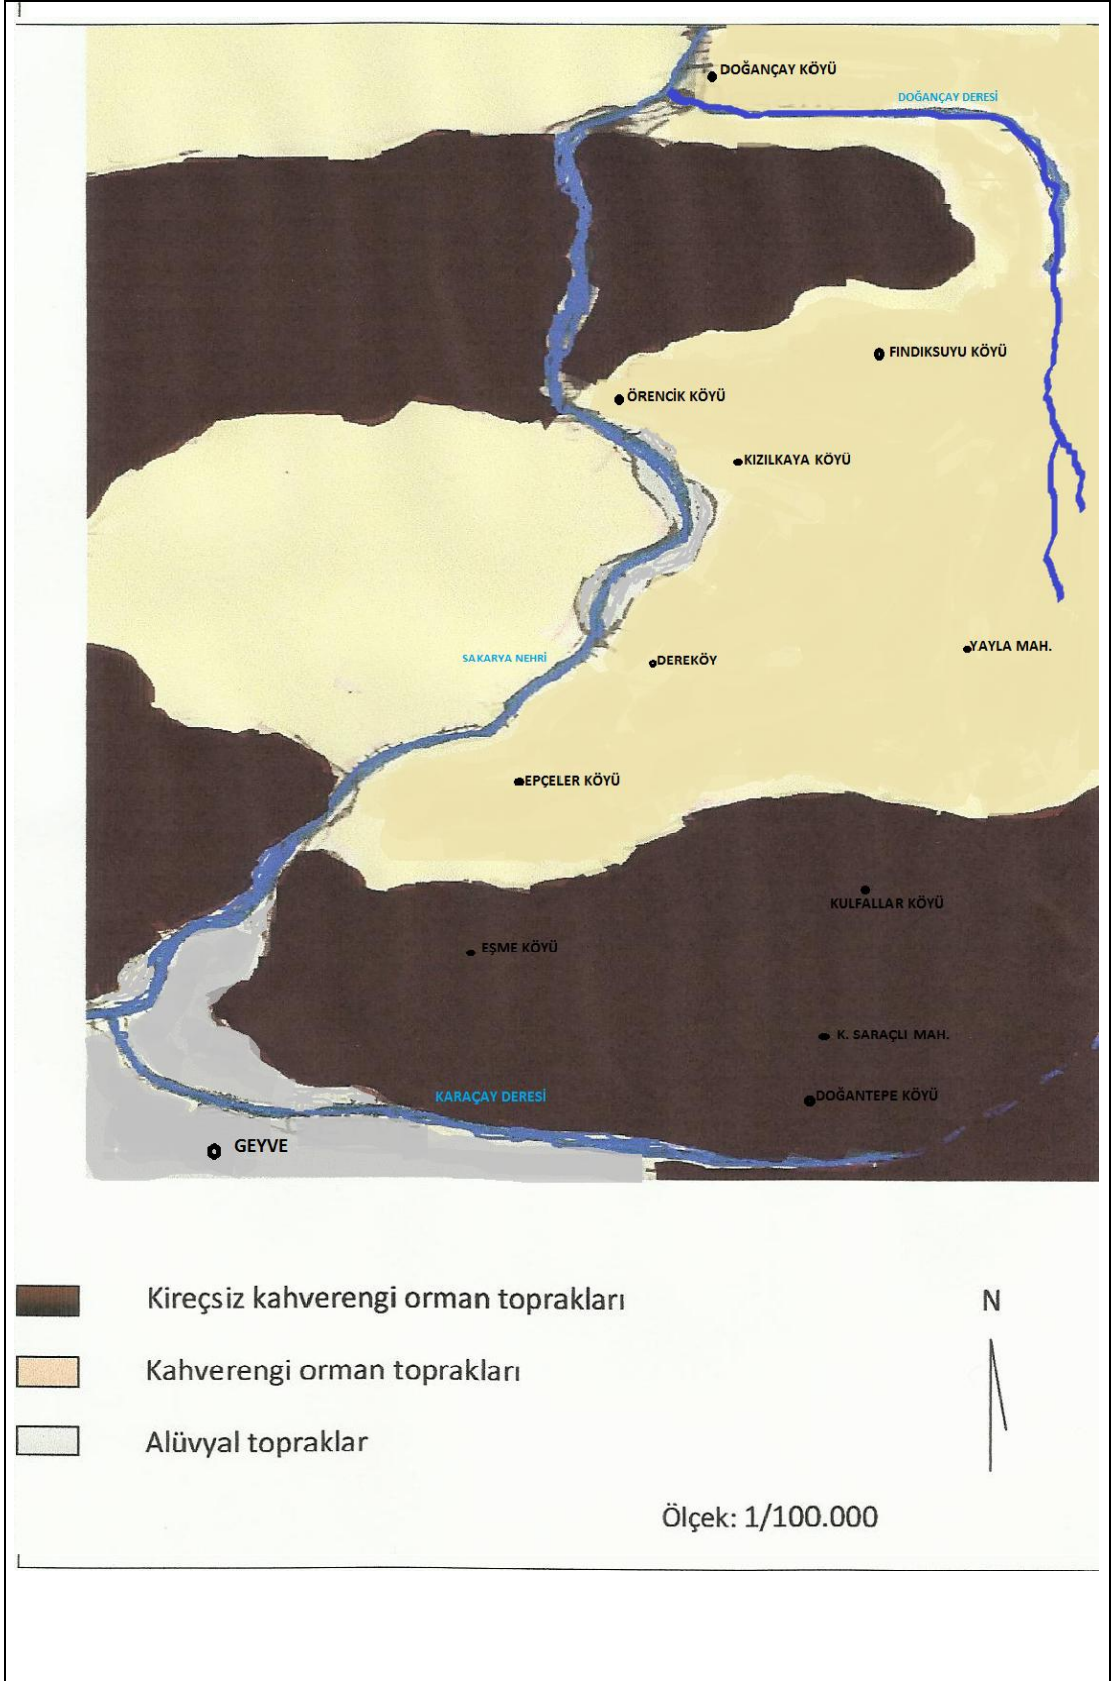 DOĞANÇAY KÖYÜ
DOĞANÇAY DERESİ
FINDIKSUYU KÖYÜ
ÖRENCİK KÖYÜ
KIZILKAYA KÖYÜ
YAYLA MAH.
SAKARYA NEHRİ
DEREKÖY
EPÇELER KÖYÜ
KULFALLAR KÖYÜ
EŞME KÖYÜ
K. SARAÇLI MAH.
KARAÇAY DERESİ
DOĞANTEPE KÖYÜ
GEYVE
Kireçsiz kahverengi orman toprakları
N
Kahverengi orman toprakları
Alüvyal topraklar
Ölçek: 1/100.000